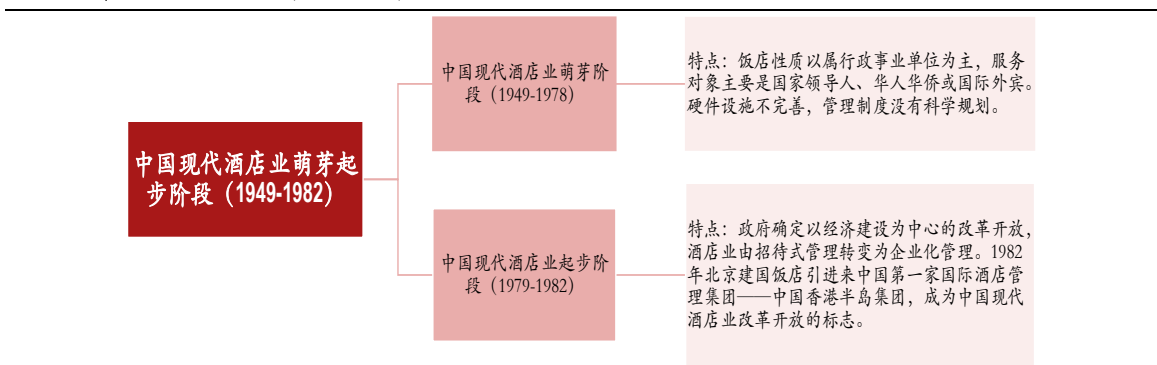 中国现代酒店业萌芽起
步阶段（1949-1982）
中国现代酒店业萌芽阶
段（1949-1978）
特点：饭店性质以属行政事业单位为主，服务
对象主要是国家领导人、华人华侨或国际外宾。
硬件设施不完善，管理制度没有科学规划。
中国现代酒店业起步阶
段（1979-1982）
特点：政府确定以经济建设为中心的改革开放，
酒店业由招待式管理转变为企业化管理。1982
年北京建国饭店引进来中国第一家国际酒店管
理集团——中国香港半岛集团，成为中国现代
酒店业改革开放的标志。